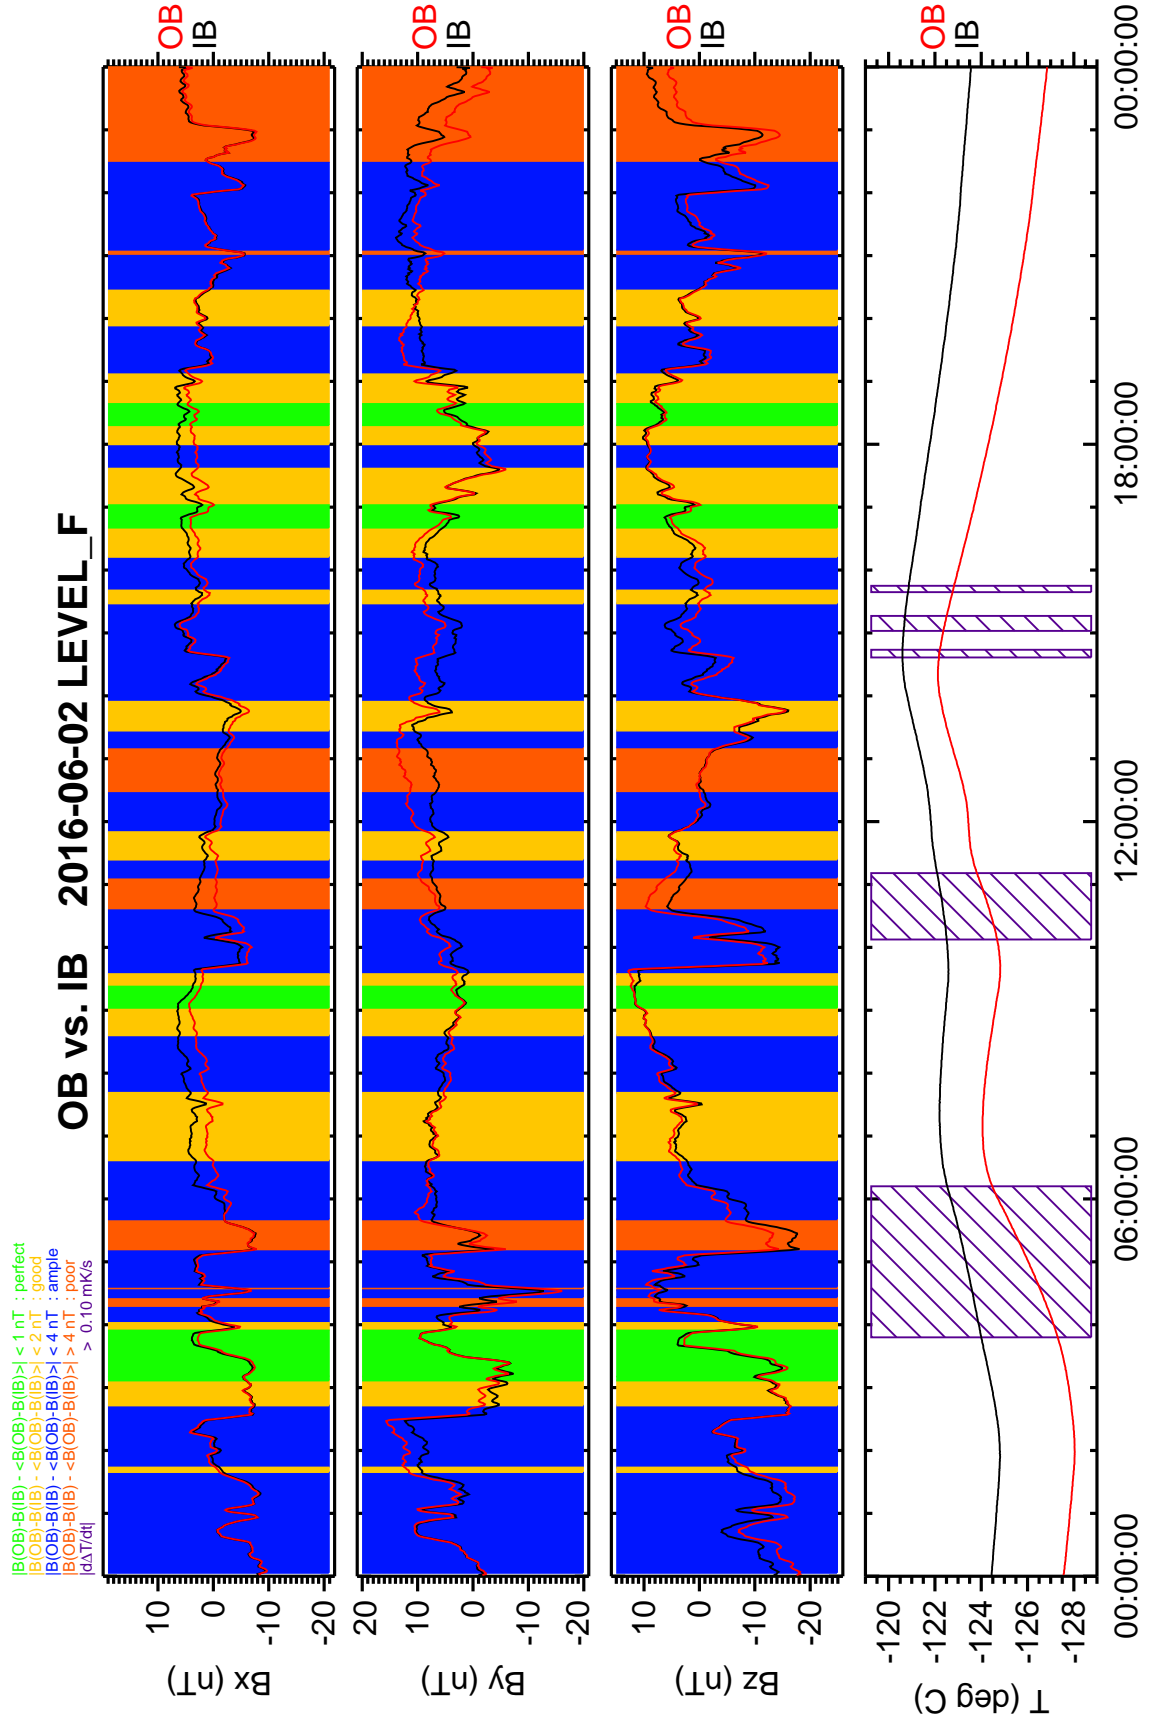 OB vs. IB 2016-06-02 LEVEL_F
|B(OB)-B(IB) - <B(OB)-B(IB)>| < 1 nT : perfect
|B(OB)-B(IB) - <B(OB)-B(IB)>| < 2 nT : good
|B(OB)-B(IB) - <B(OB)-B(IB)>| < 4 nT : ample
|B(OB)-B(IB) - <B(OB)-B(IB)>| > 4 nT : poor
|dΔT/dt| > 0.10 mK/s
Bx (nT)
10
0
-10
-20
OB
IB
By (nT)
20
10
0
-10
-20
OB
IB
Bz (nT)
10
0
-10
-20
OB
IB
T (deg C)
-120
-122
-124
-126
-128
OB
IB
00:00:00 06:00:00 12:00:00 18:00:00 00:00:00